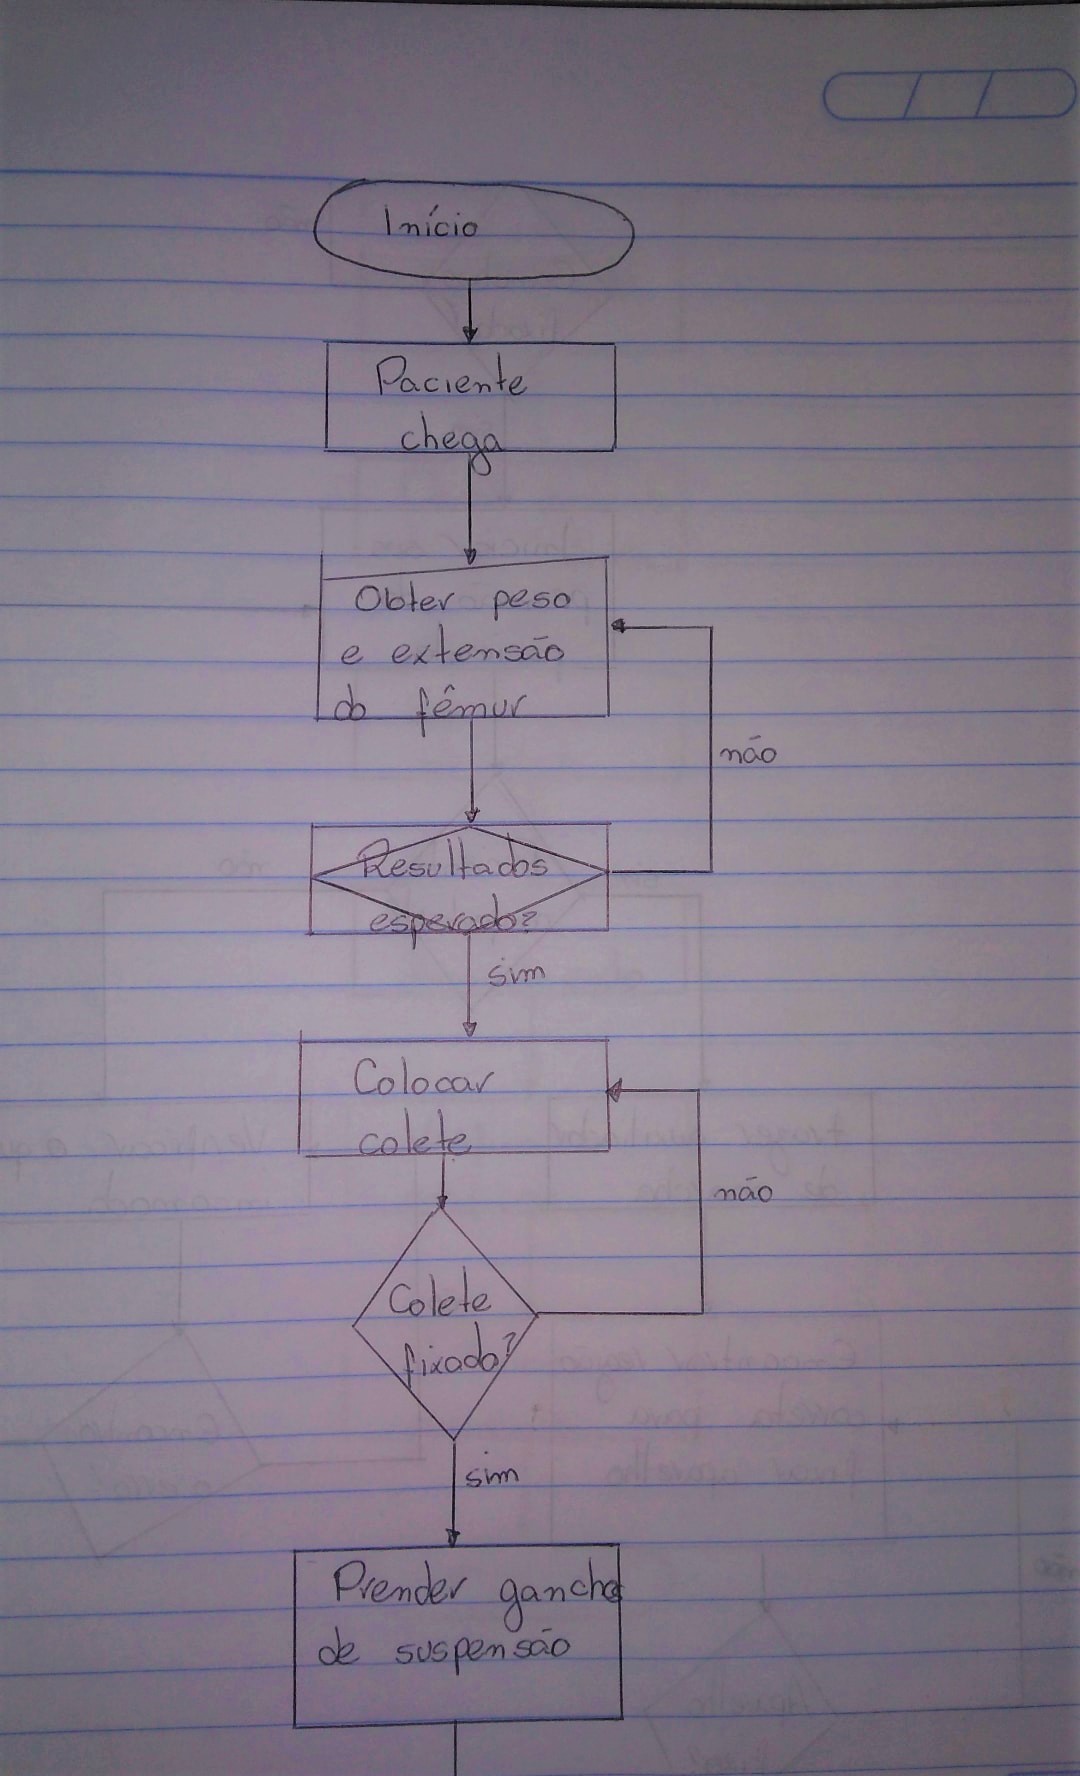 Início
Paciente
chega
Obter peso
e extensão
do fêmur
não
Resultados
esperado?
sim
Colocar
colete
não
Colete
fixado?
sim
Prender gancho
de suspensão